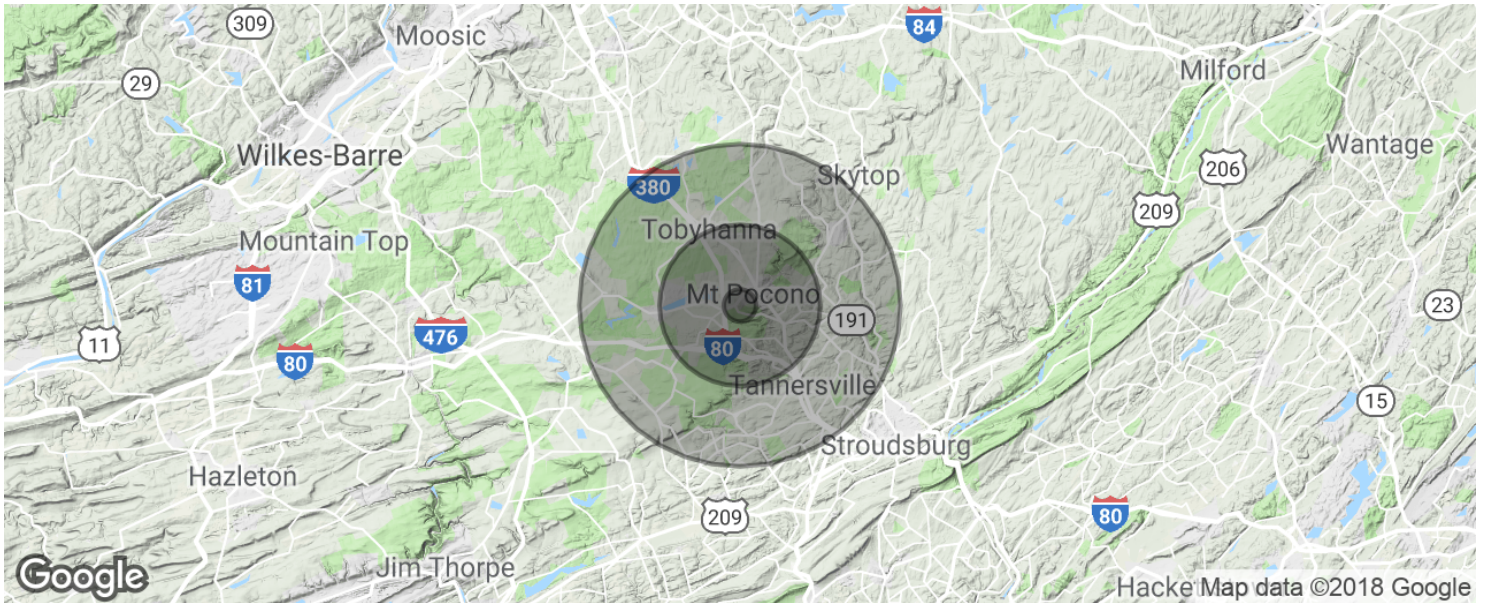 309
Moosic
84
Milford
29
Wantage
Wilkes-Barre
206
Skytop
380
209
Tobyhanna
Mountain Top
81
Mt Pocono
23
191
11
476
80
80
Tannersville
15
Stroudsburg
Hazleton
209
80
Jim Thorpe
Google
Hacke
Map data ©2018 Google